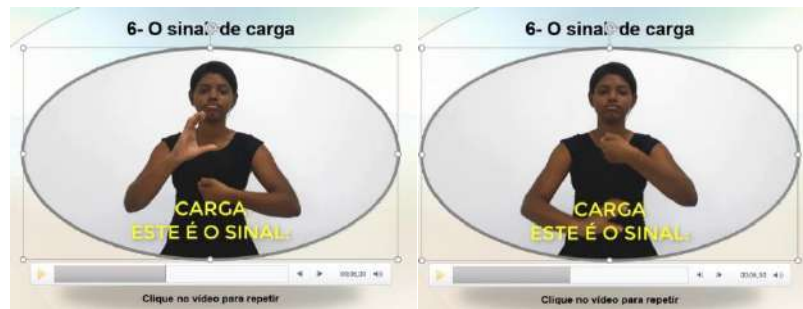 6- O sinal de carga
CARGA
ESTE É O SINAL.
Clique no vídeo para repetir
6- O sinal de carga
CARGA
ESTE É O SINAL.
Clique no vídeo para repetir